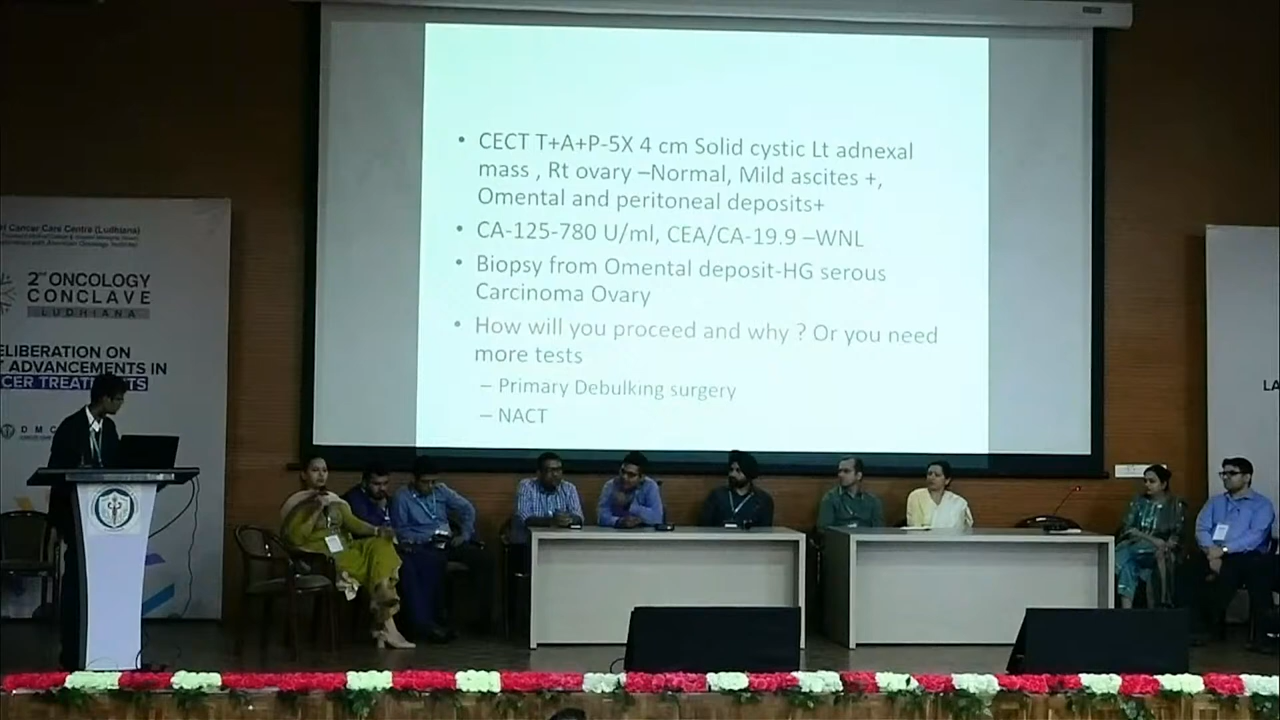 • CECT T+A+P-5X 4 cm Solid cystic Lt adnexal
mass , Rt ovary –Normal, Mild ascites +,
Omental and peritoneal deposits+
• CA-125-780 U/ml, CEA/CA-19.9 –WNL
• Biopsy from Omental deposit-HG serous
Carcinoma Ovary
• How will you proceed and why ? Or you need
more tests
– Primary Debulking surgery
– NACT
Cancer Care Centre (Ludhiana)
2nd ONCOLOGY
CONCLAVE
LUDHIANA
ELIBERATION ON
ADVANCEMENTS IN
CER TREATMENTS
D M C
LA